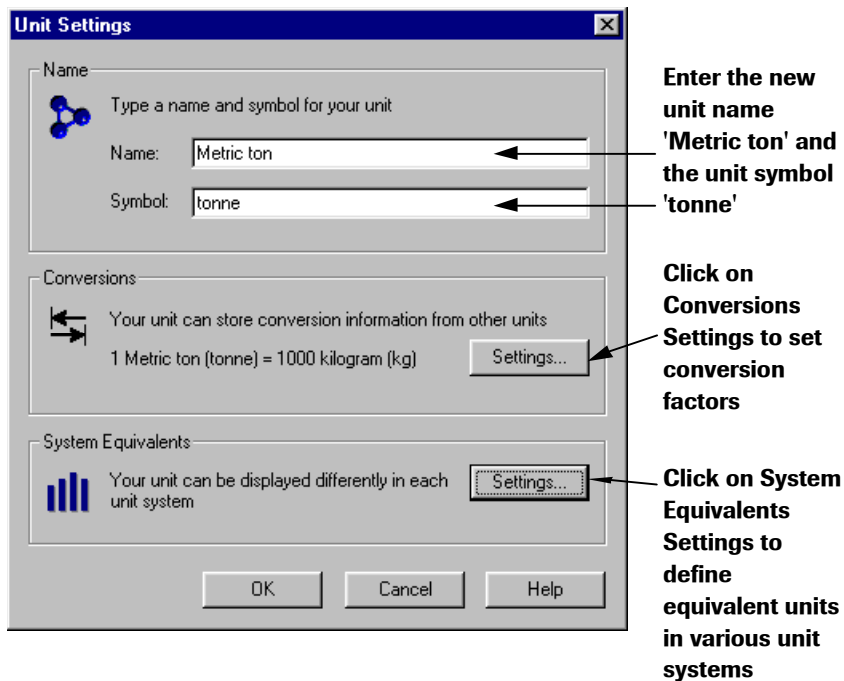 Unit Settings
Name
Type a name and symbol for your unit
Name: Metric ton
Symbol: tonne
Conversions
Your unit can store conversion information from other units
1 Metric ton (tonne) = 1000 kilogram (kg) Settings...
System Equivalents
Your unit can be displayed differently in each
unit system
Settings...
OK Cancel Help
Enter the new
unit name
'Metric ton' and
the unit symbol
'tonne'
Click on
Conversions
Settings to set
conversion
factors
Click on System
Equivalents
Settings to
define
equivalent units
in various unit
systems